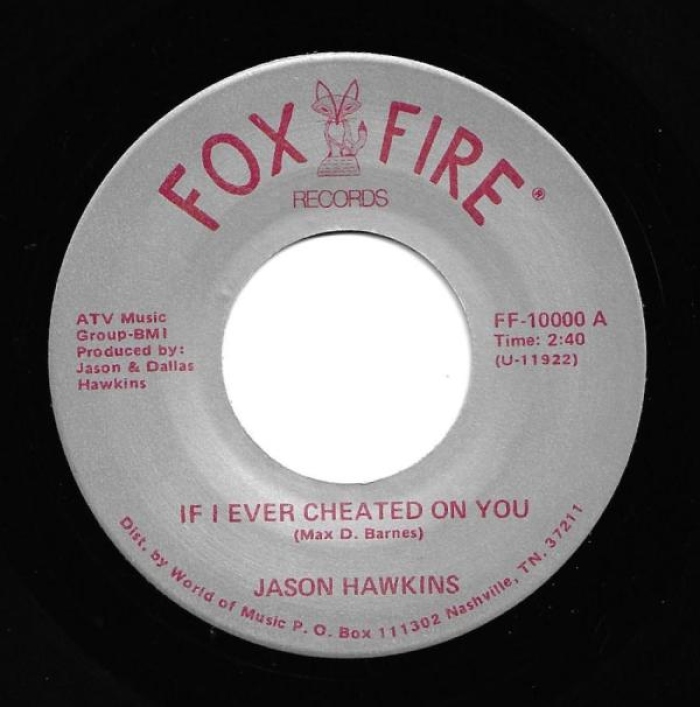 FOX FIRE
RECORDS
ATV Music
Group-BMI
Produced by:
Jason & Dallas
Hawkins
FF-10000 A
Time: 2:40
(U-11922)
IF I EVER CHEATED ON YOU
(Max D. Barnes)
JASON HAWKINS
Dist. by World of Music P. O. Box 111302 Nashville, TN. 37211